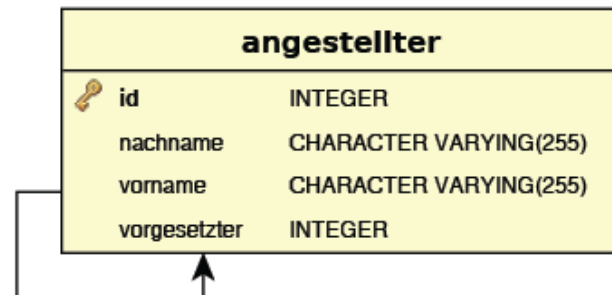 angestellter
id INTEGER
nachname CHARACTER VARYING(255)
vorname CHARACTER VARYING(255)
vorgesetzter INTEGER